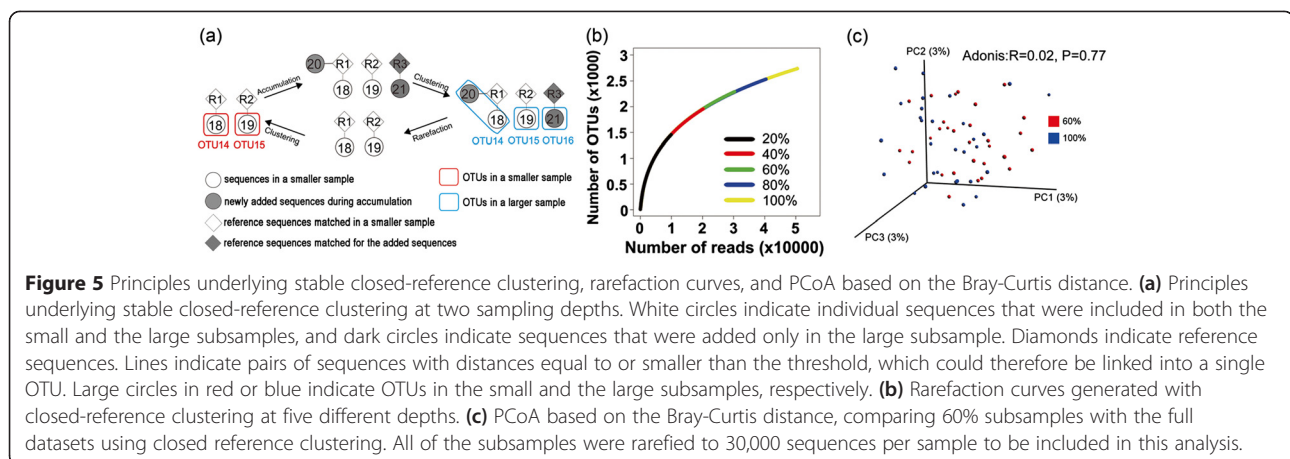 (a)
20 R1 R2 R3
18 19 21
Accumulation
Clustering
R1 R2
18 19
OTU14 OTU15
Clustering
R1 R2
18 19
Rarefaction
20 R1 R2 R3
18 19 21
OTU14 OTU15 OTU16
sequences in a smaller sample
newly added sequences during accumulation
reference sequences matched in a smaller sample
reference sequences matched for the added sequences
OTUs in a smaller sample
OTUs in a larger sample
(b)
Number of OTUs (x1000)
3
2.5
2
1.5
1
0.5
0
20%
40%
60%
80%
100%
0 1 2 3 4 5
Number of reads (x10000)
(c)
PC2 (3%)
Adonis:R=0.02, P=0.77
60%
100%
PC1 (3%)
PC3 (3%)
Figure 5 Principles underlying stable closed-reference clustering, rarefaction curves, and PCoA based on the Bray-Curtis distance. (a) Principles
underlying stable closed-reference clustering at two sampling depths. White circles indicate individual sequences that were included in both the
small and the large subsamples, and dark circles indicate sequences that were added only in the large subsample. Diamonds indicate reference
sequences. Lines indicate pairs of sequences with distances equal to or smaller than the threshold, which could therefore be linked into a single
OTU. Large circles in red or blue indicate OTUs in the small and the large subsamples, respectively. (b) Rarefaction curves generated with
closed-reference clustering at five different depths. (c) PCoA based on the Bray-Curtis distance, comparing 60% subsamples with the full
datasets using closed reference clustering. All of the subsamples were rarefied to 30,000 sequences per sample to be included in this analysis.